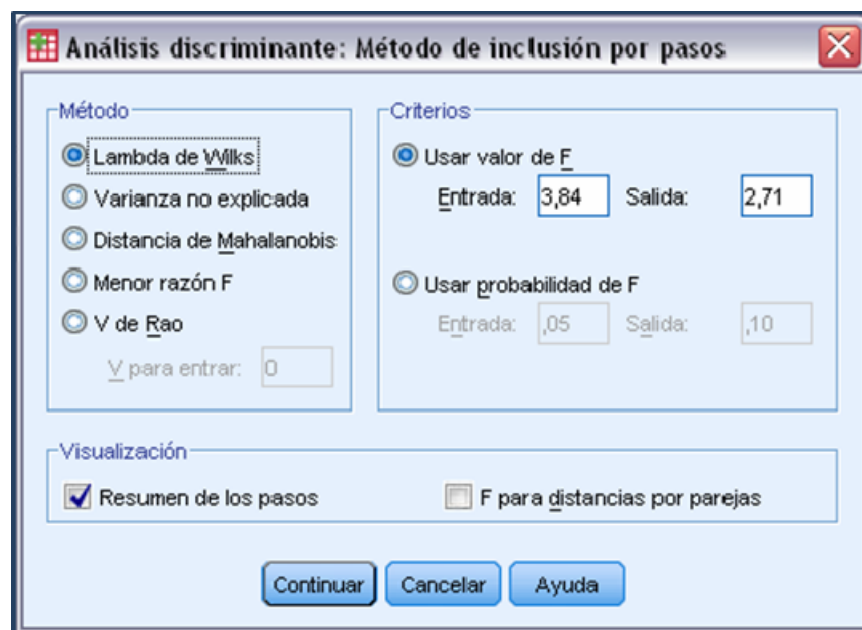 Análisis discriminante: Método de inclusión por pasos
Método
Lambda de Wilks
Varianza no explicada
Distancia de Mahalanobis
Menor razón F
V de Rao
V para entrar: 0
Criterios
Usar valor de F
Entrada: 3,84 Salida: 2,71
Usar probabilidad de F
Entrada: ,05 Salida: ,10
Visualización
Resumen de los pasos
F para distancias por parejas
Continuar Cancelar Ayuda